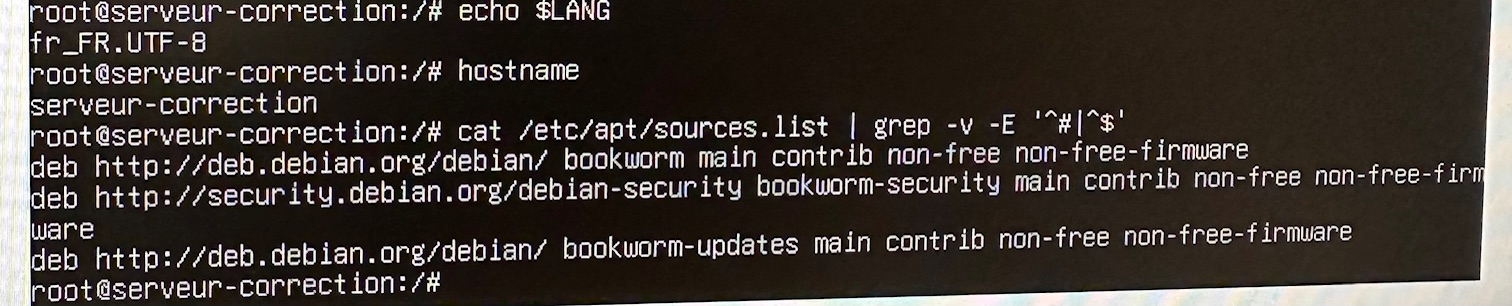 root@serveur-correction:/# echo $LANG
fr_FR.UTF-8
root@serveur-correction:/# hostname
serveur-correction
root@serveur-correction:/# cat /etc/apt/sources.list | grep -v -E '^#|^$'
deb http://deb.debian.org/debian/ bookworm main contrib non-free non-free-firmware
deb http://security.debian.org/debian-security bookworm-security main contrib non-free non-free-firm
ware
deb http://deb.debian.org/debian/ bookworm-updates main contrib non-free non-free-firmware
root@serveur-correction:/#